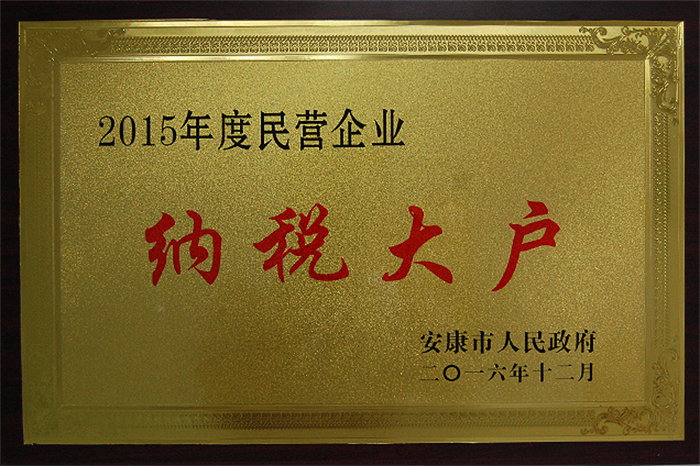 2015年度民营企业
纳税大户
安康市人民政府
二〇一六年十二月